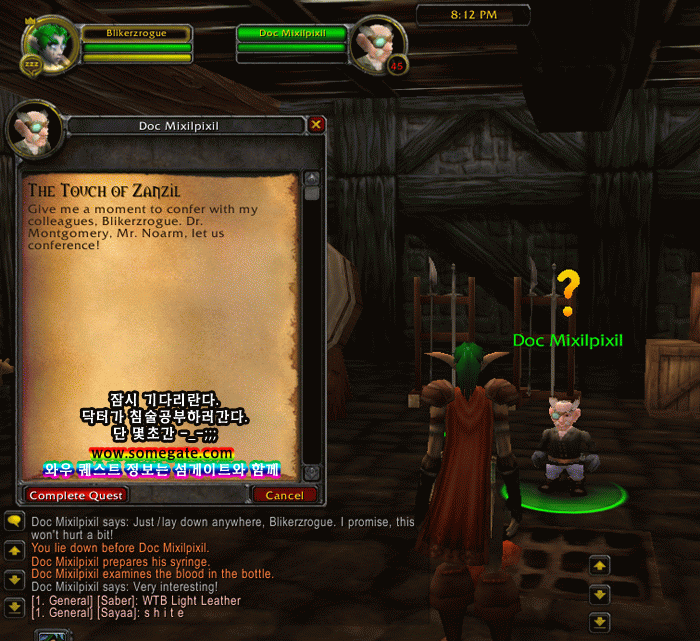 8:12 PM
Blikerzrogue
Doc Mixilpixil
zzz
45
Doc Mixilpixil
The Touch of Zanzil
Give me a moment to confer with my
colleagues, Blikerzrogue. Dr.
Montgomery, Mr. Noarm, let us
conference!
Doc Mixilpixil
잠시 기다리란다.
닥터가 침술공부하러간다.
단 몇초간 -_-;;;
www.somegate.com
와우 퀘스트 정보는 섬게이트와 함께
Complete Quest
Cancel
Doc Mixilpixil says: Just /lay down anywhere, Blikerzrogue. I promise, this
won't hurt a bit!
You lie down before Doc Mixilpixil.
Doc Mixilpixil prepares his syringe.
Doc Mixilpixil examines the blood in the bottle.
Doc Mixilpixil says: Very interesting!
[1. General] [Saber]: WTB Light Leather
[1. General] [Sayaa]: s h i t e